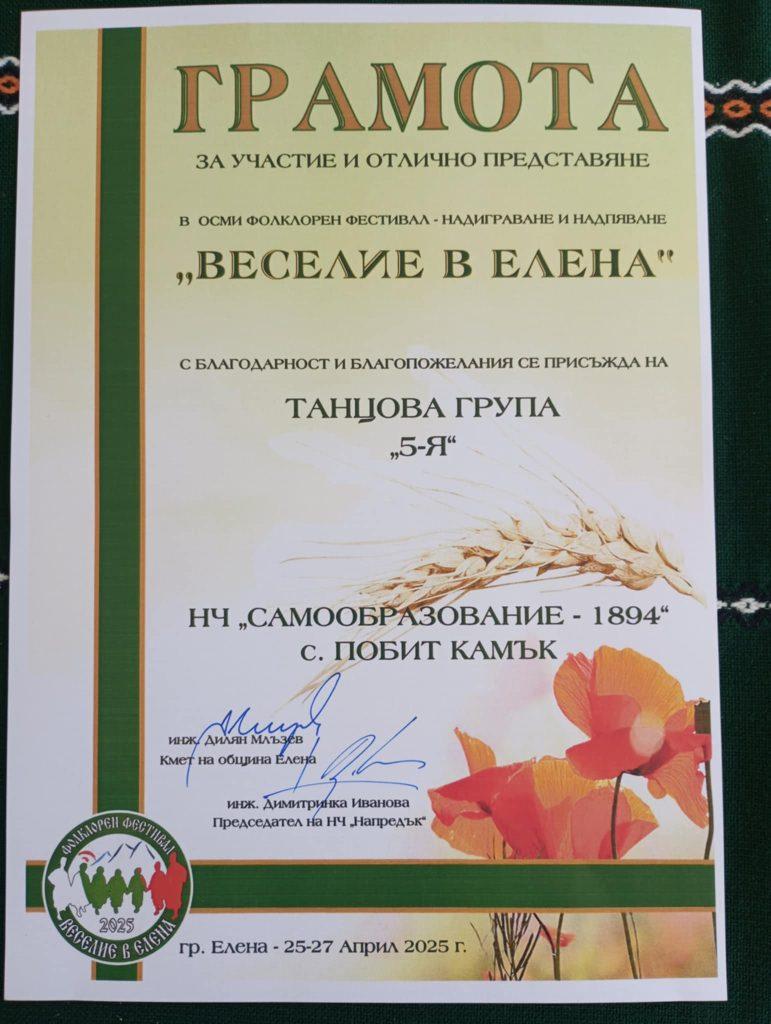 ГРАМОТА
ЗА УЧАСТИЕ И ОТЛИЧНО ПРЕДСТАВЯНЕ
В ОСМИ ФОЛКЛОРЕН ФЕСТИВАЛ - НАДИГРАВАНЕ И НАДПЯВАНЕ
„ВЕСЕЛИЕ В ЕЛЕНА"
С БЛАГОДАРНОСТ И БЛАГОПОЖЕЛАНИЯ СЕ ПРИСЪЖДА НА
ТАНЦОВА ГРУПА
„5-Я“
НЧ „САМООБРАЗОВАНИЕ - 1894“
с. ПОБИТ КАМЪК
инж. Дилян Млъзев
Кмет на община Елена
инж. Димитринка Иванова
Председател на НЧ „Напредък“
ФОЛКЛОРЕН ФЕСТИВАЛ
2025
ВЕСЕЛИЕ В ЕЛЕНА
гр. Елена - 25-27 Април 2025 г.